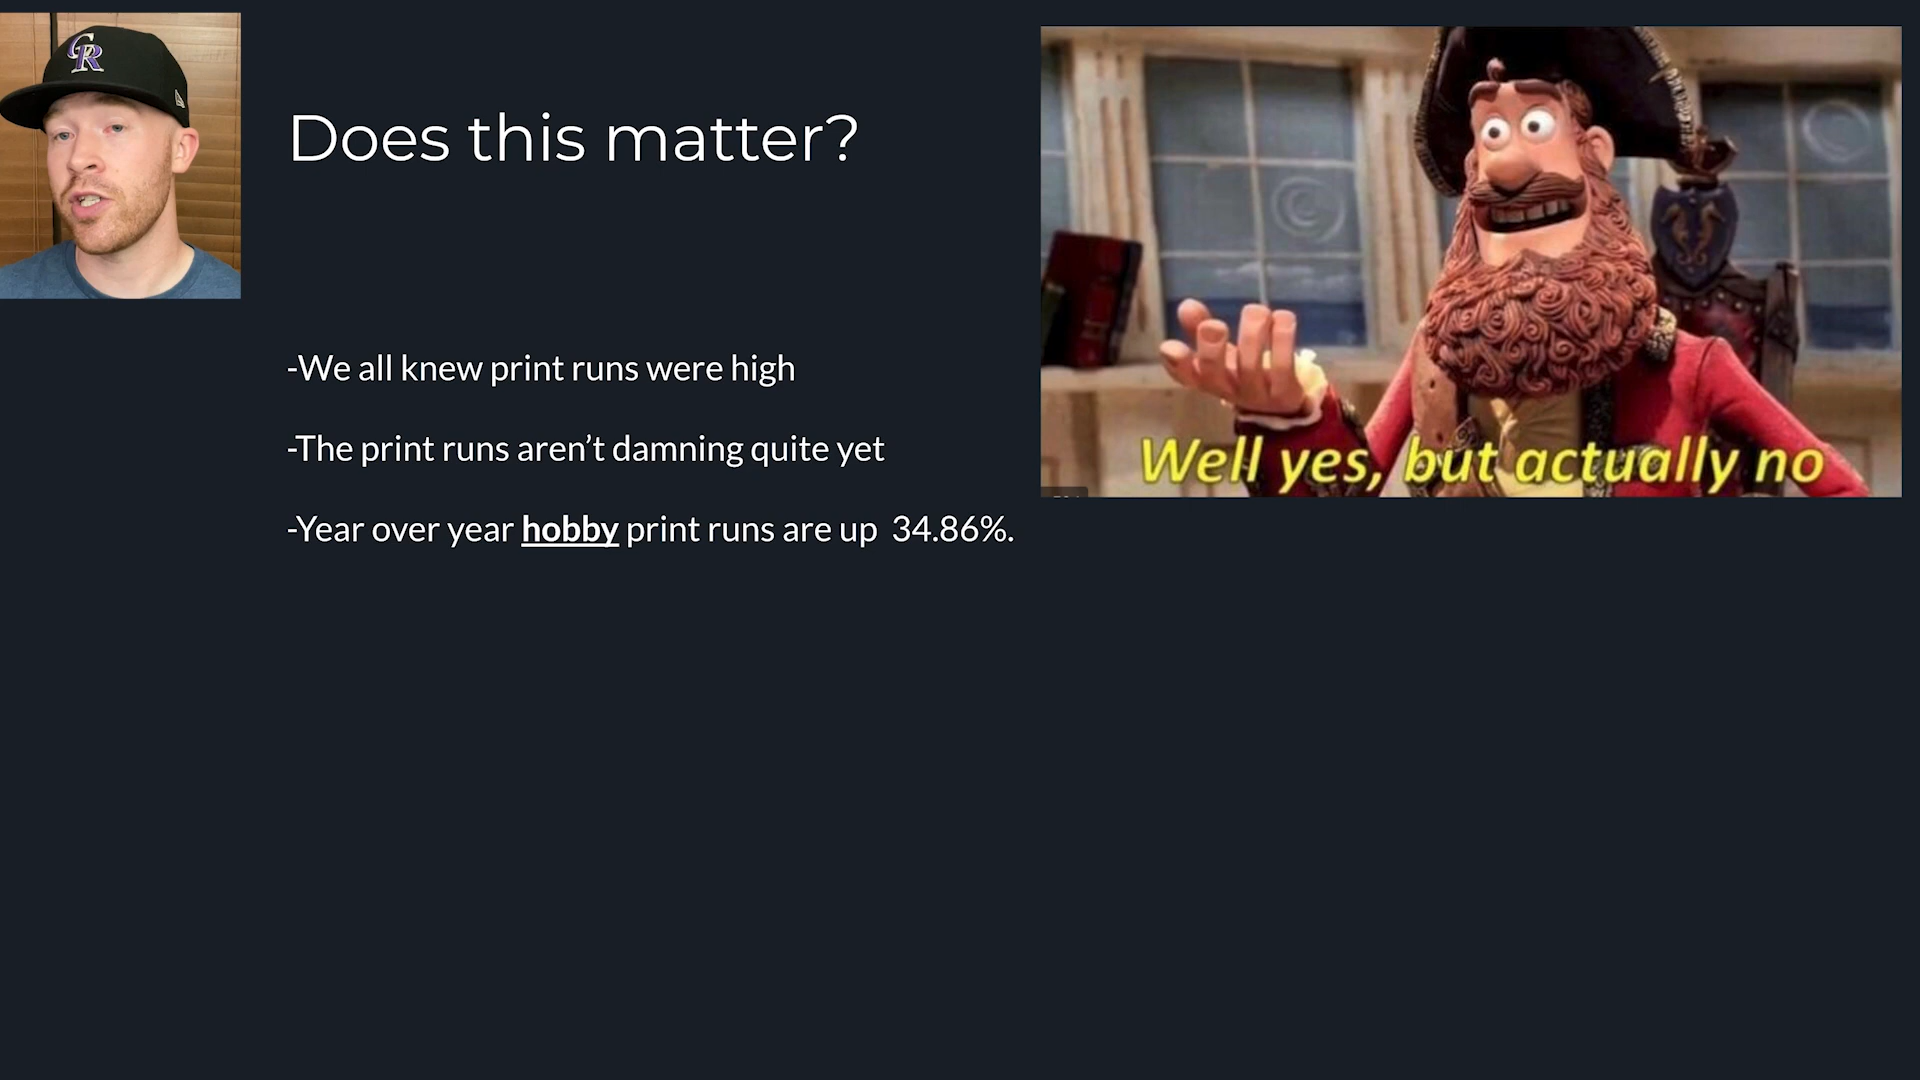 CR
Does this matter?
-We all knew print runs were high
-The print runs aren’t damning quite yet
-Year over year hobby print runs are up 34.86%.
Well yes, but actually no